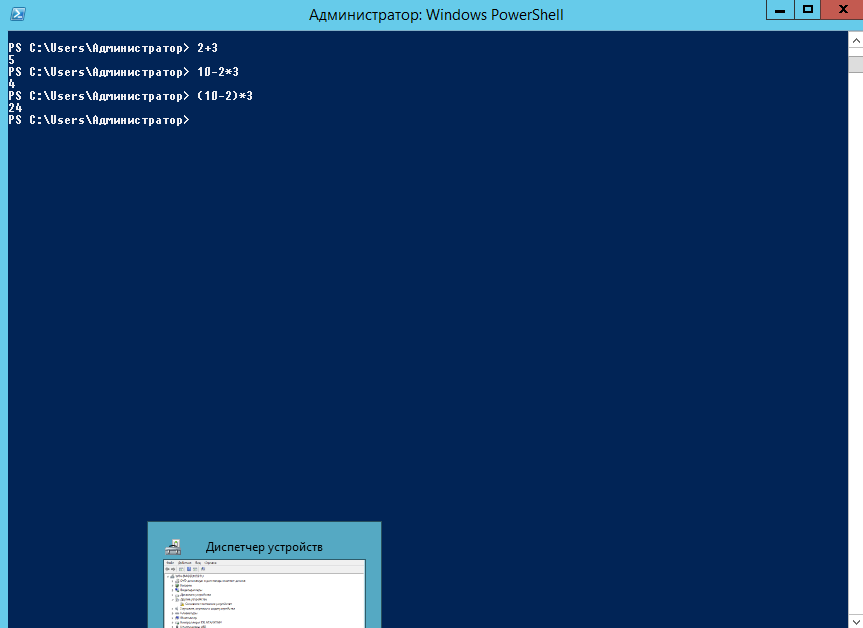 Администратор: Windows PowerShell
PS C:\Users\Администратор> 2+3
5
PS C:\Users\Администратор> 10-2*3
4
PS C:\Users\Администратор> (10-2)*3
24
PS C:\Users\Администратор>
Диспетчер устройств